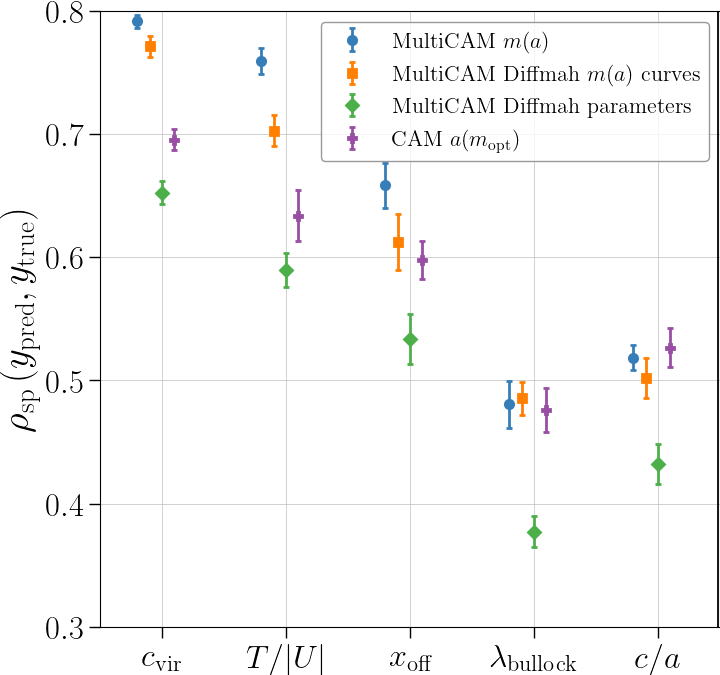 0.8
0.7
0.6
0.5
0.4
0.3
ρsp(ypred, ytrue)
MultiCAM m(a)
MultiCAM Diffmah m(a) curves
MultiCAM Diffmah parameters
CAM a(mopt)
cvir T/|U| xoff λbullock c/a